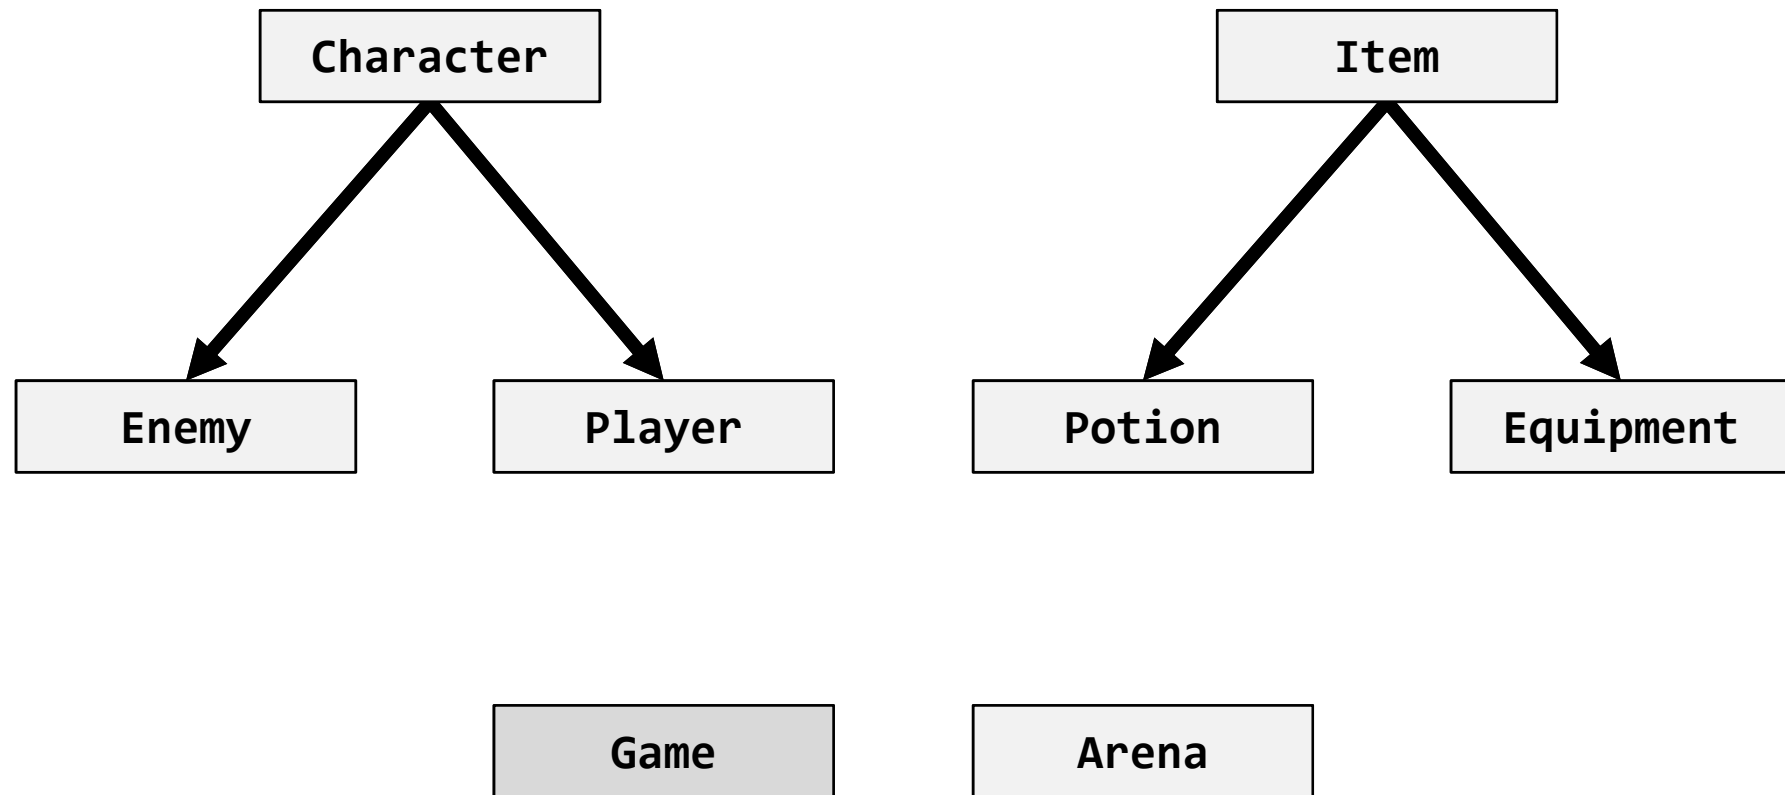 Character
Item
Enemy
Player
Potion
Equipment
Game
Arena